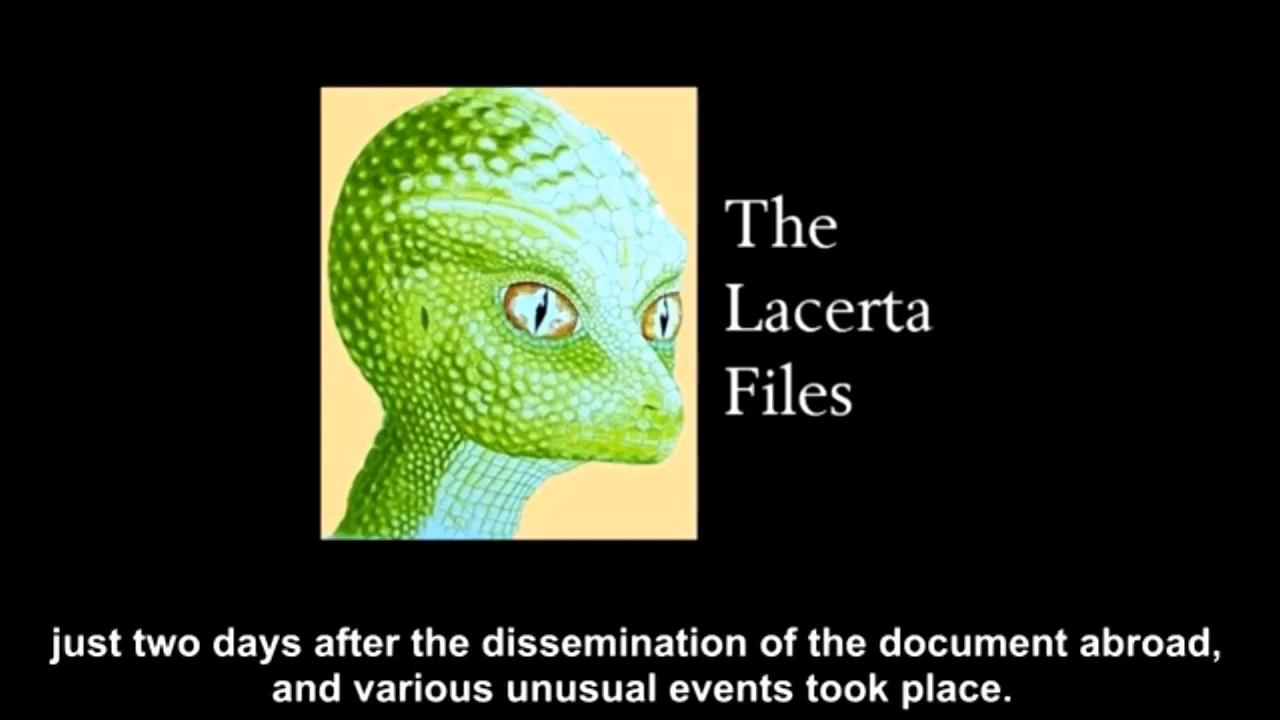 The
Lacerta
Files
just two days after the dissemination of the document abroad,
and various unusual events took place.